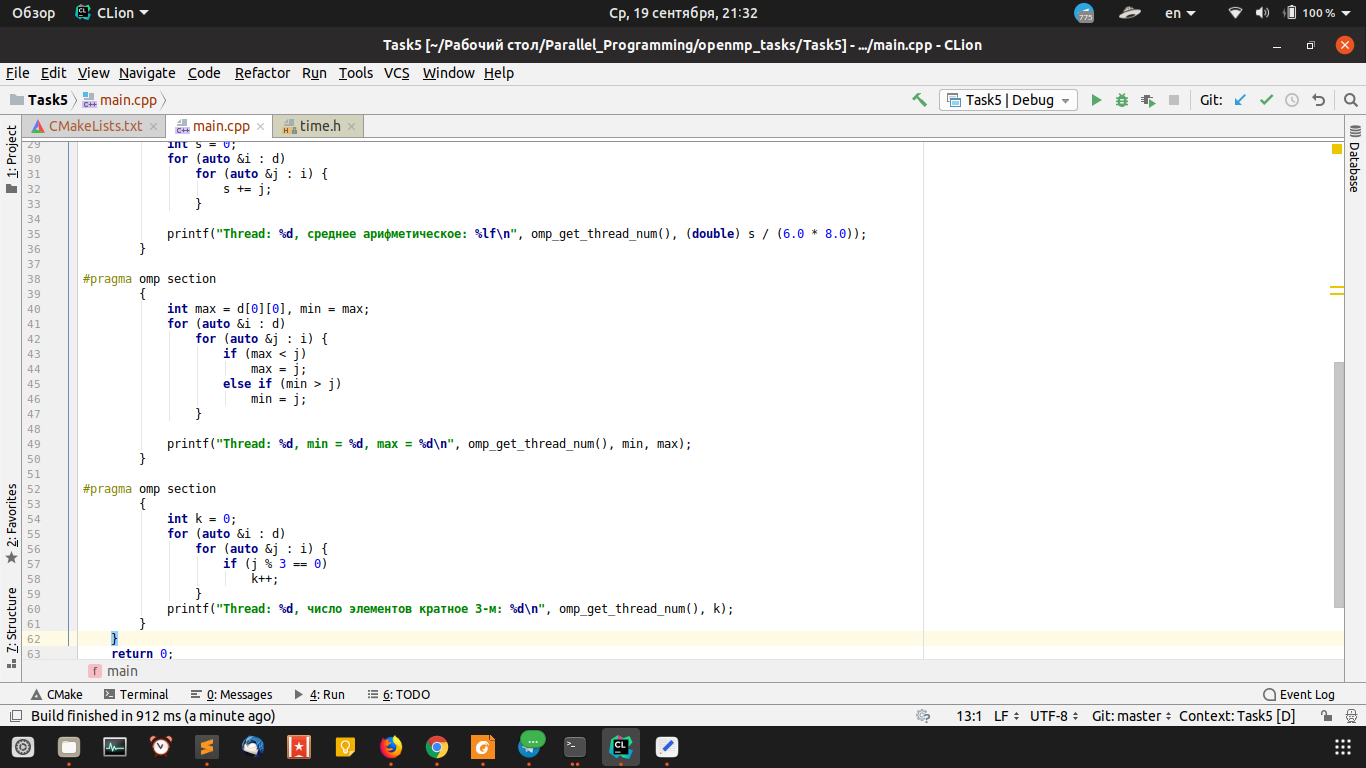 Обзор CLion Ср, 19 сентября, 21:32 775 en 100 %
Task5 [~/Рабочий стол/Parallel_Programming/openmp_tasks/Task5] - .../main.cpp - CLion
File Edit View Navigate Code Refactor Run Tools VCS Window Help
Task5 main.cpp Task5 | Debug Git:
CMakeLists.txt main.cpp time.h
1: Project
2: Favorites
7: Structure
Database
29 int s = 0;
30 for (auto &i : d)
31 for (auto &j : i) {
32 s += j;
33 }
34
35 printf("Thread: %d, среднее арифметическое: %lf\n", omp_get_thread_num(), (double) s / (6.0 * 8.0));
36 }
37
38 #pragma omp section
39 {
40 int max = d[0][0], min = max;
41 for (auto &i : d)
42 for (auto &j : i) {
43 if (max < j)
44 max = j;
45 else if (min > j)
46 min = j;
47 }
48
49 printf("Thread: %d, min = %d, max = %d\n", omp_get_thread_num(), min, max);
50 }
51
52 #pragma omp section
53 {
54 int k = 0;
55 for (auto &i : d)
56 for (auto &j : i) {
57 if (j % 3 == 0)
58 k++;
59 }
60 printf("Thread: %d, число элементов кратное 3-м: %d\n", omp_get_thread_num(), k);
61 }
62 }
63 return 0;
f main
CMake Terminal 0: Messages 4: Run 6: TODO Event Log
Build finished in 912 ms (a minute ago) 13:1 LF UTF-8 Git: master Context: Task5 [D]